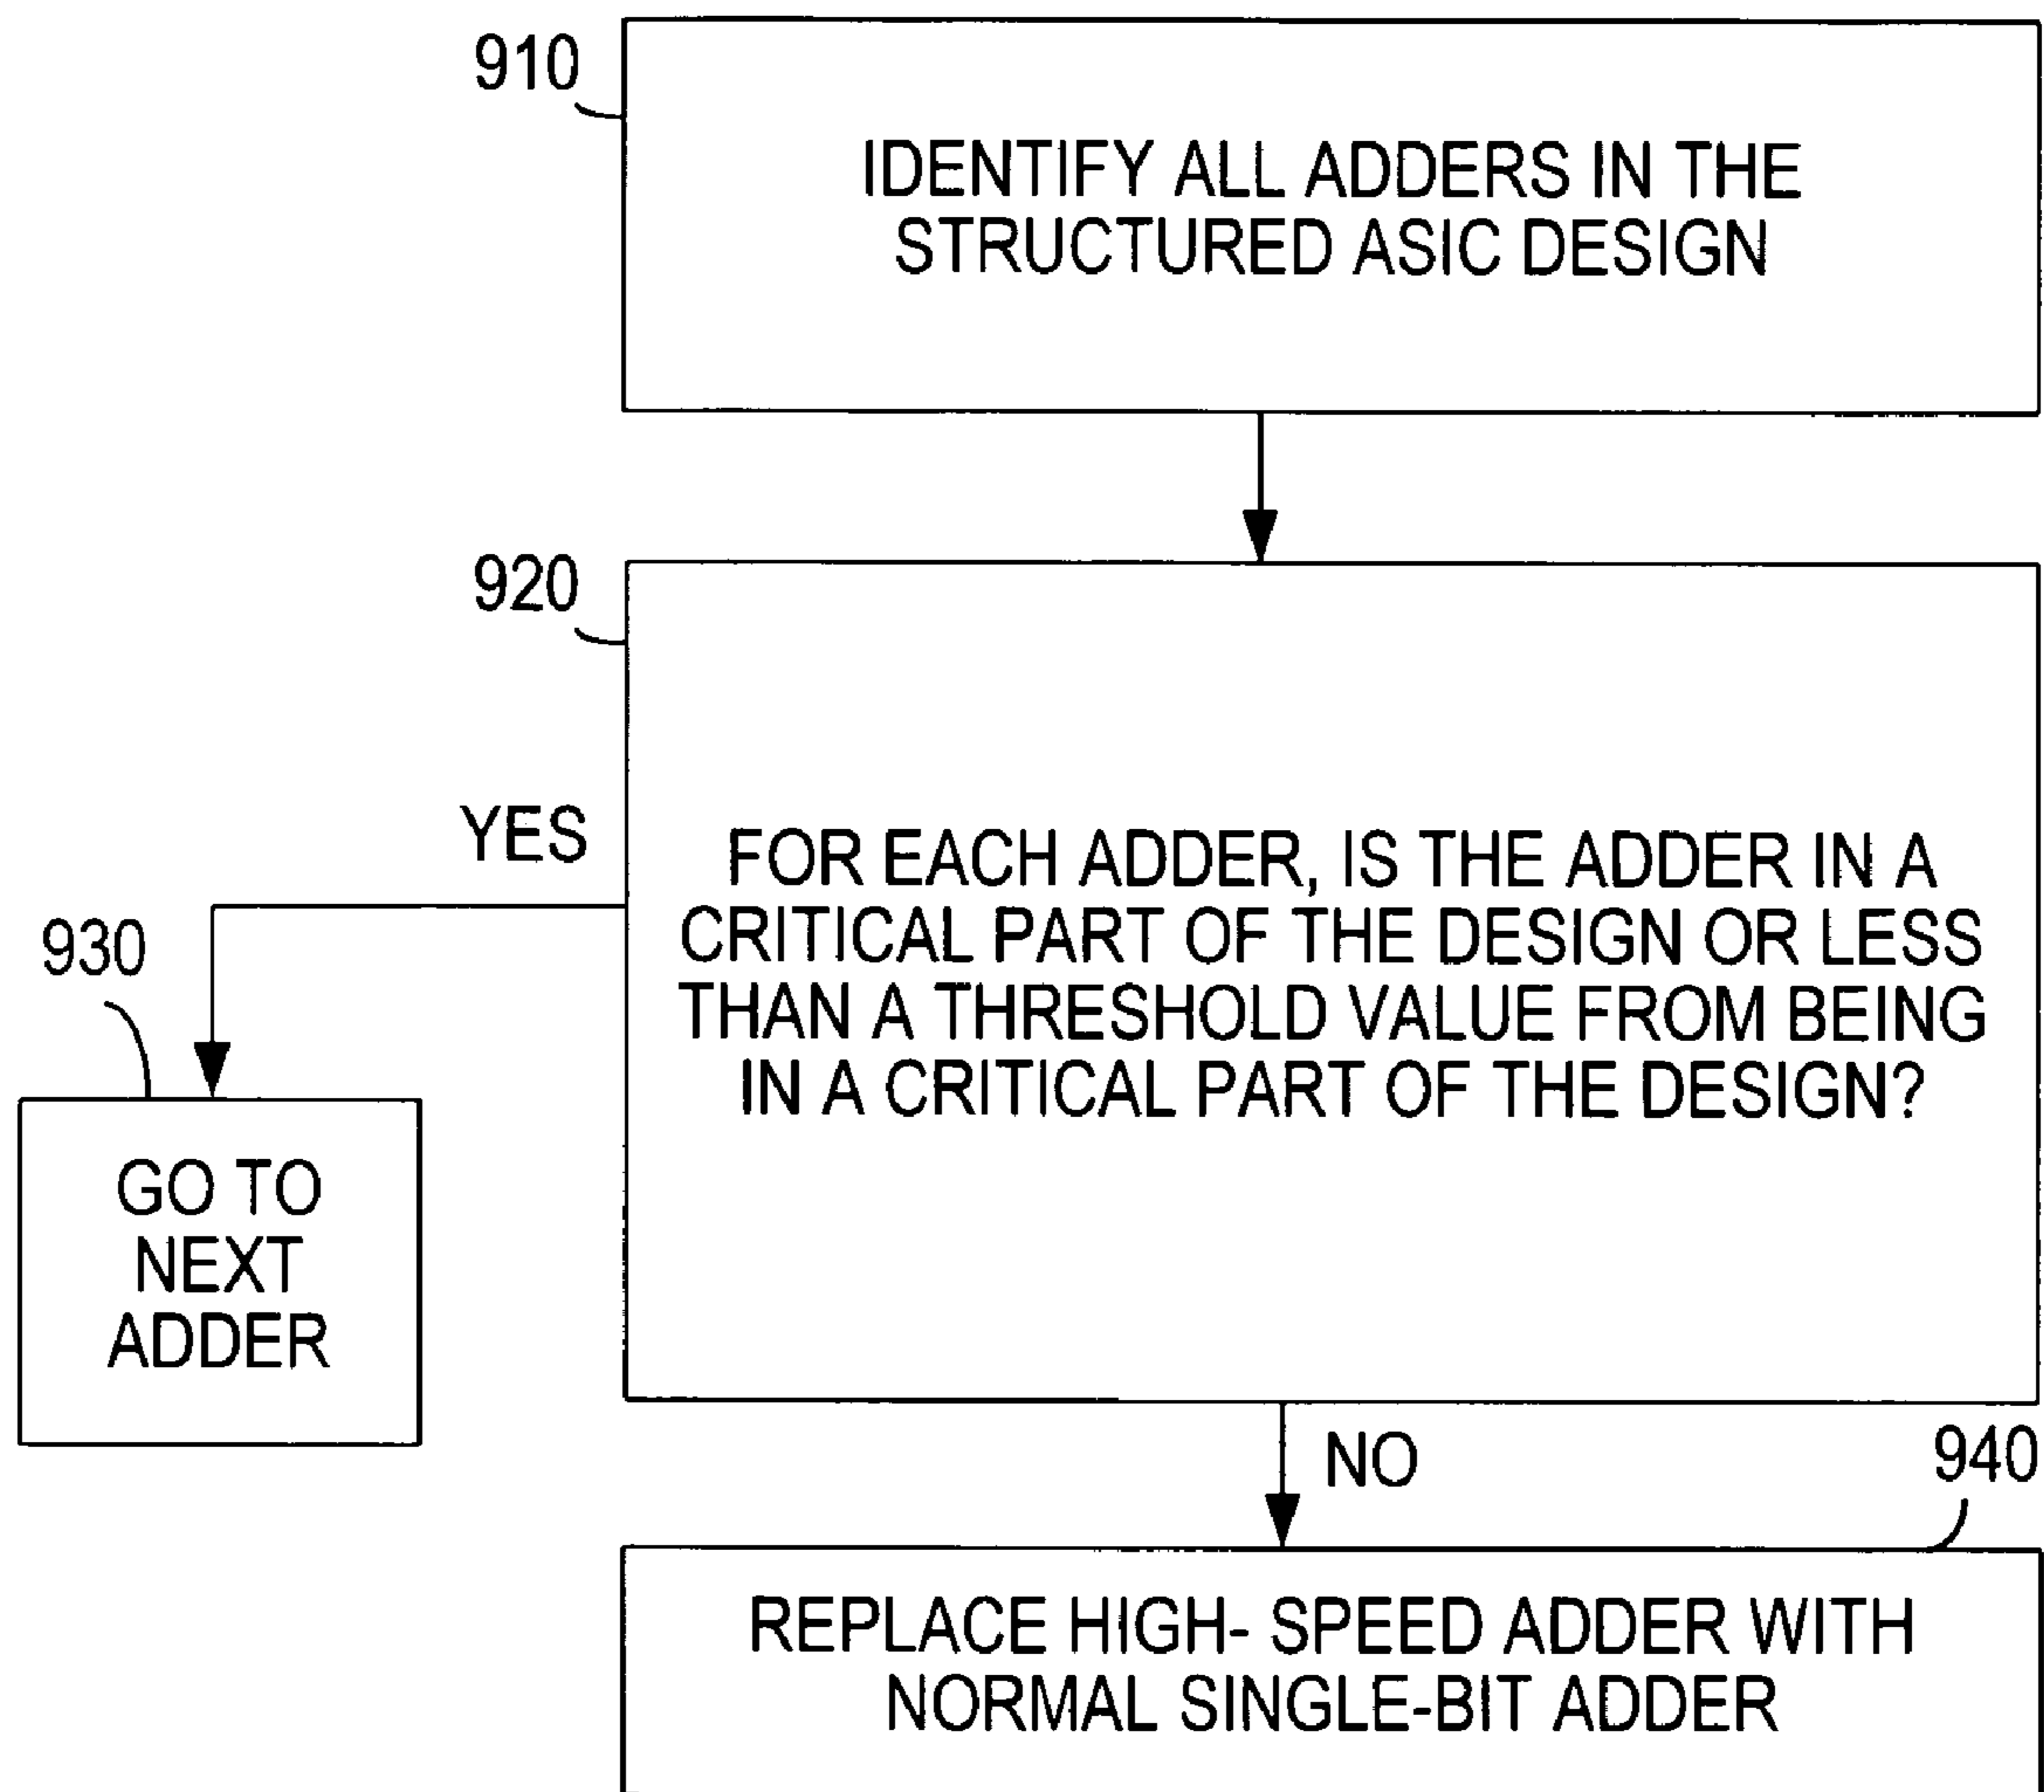 910
IDENTIFY ALL ADDERS IN THE
STRUCTURED ASIC DESIGN
920
FOR EACH ADDER, IS THE ADDER IN A
CRITICAL PART OF THE DESIGN OR LESS
THAN A THRESHOLD VALUE FROM BEING
IN A CRITICAL PART OF THE DESIGN?
YES
930
GO TO
NEXT
ADDER
NO
940
REPLACE HIGH- SPEED ADDER WITH
NORMAL SINGLE-BIT ADDER